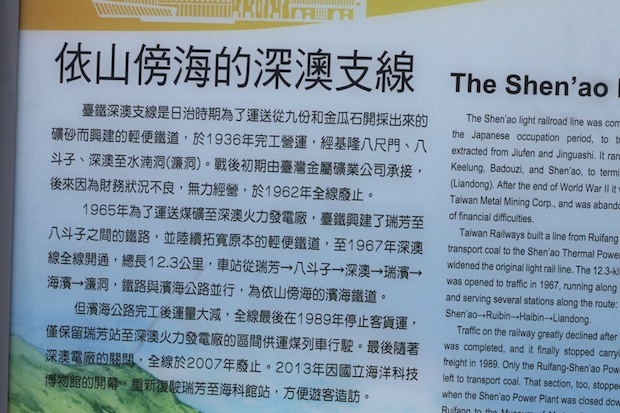 依山傍海的深澳支線
臺鐵深澳支線是日治時期為了運送從九份和金瓜石開採出來的
礦砂而興建的輕便鐵道，於1936年完工營運，經基隆八尺門、八
斗子、深澳至水湳洞(濂洞)。戰後初期由臺灣金屬礦業公司承接，
後來因為財務狀況不良，無力經營，於1962年全線廢止。
1965年為了運送煤礦至深澳火力發電廠，臺鐵興建了瑞芳至
八斗子之間的鐵路，並陸續拓寬原本的輕便鐵道，至1967年深澳
線全線開通，總長12.3公里，車站從瑞芳→八斗子→深澳→瑞濱→
海濱→濂洞，鐵路與濱海公路並行，為依山傍海的濱海鐵道。
但濱海公路完工後運量大減，全線最後在1989年停止客貨運，
僅保留瑞芳站至深澳火力發電廠的區間供運煤列車行駛。最後隨著
深澳電廠的關閉，全線於2007年廢止。2013年因國立海洋科技
博物館的開幕，重新復駛瑞芳至海科館站，方便遊客造訪。
The Shen'ao
The Shen'ao light railroad line was com
the Japanese occupation period, to tr
extracted from Jiufen and Jinguashi. It ran
Keelung, Badouzi, and Shen'ao, to termi
(Liandong). After the end of World War II it
Taiwan Metal Mining Corp., and was aband
of financial difficulties.
Taiwan Railways built a line from Ruifang
transport coal to the Shen'ao Thermal Power
widened the original light rail line. The 12.3-kil
was opened to traffic in 1967, running along
and serving several stations along the route:
Shen'ao→Ruibin→Haibin→Liandong.
Traffic on the railway greatly declined after
was completed, and it finally stopped carryi
freight in 1989. Only the Ruifang-Shen'ao Pow
left to transport coal. That section, too, stopped
when the Shen'ao Power Plant was closed dow
Ruifang to the Museum of M